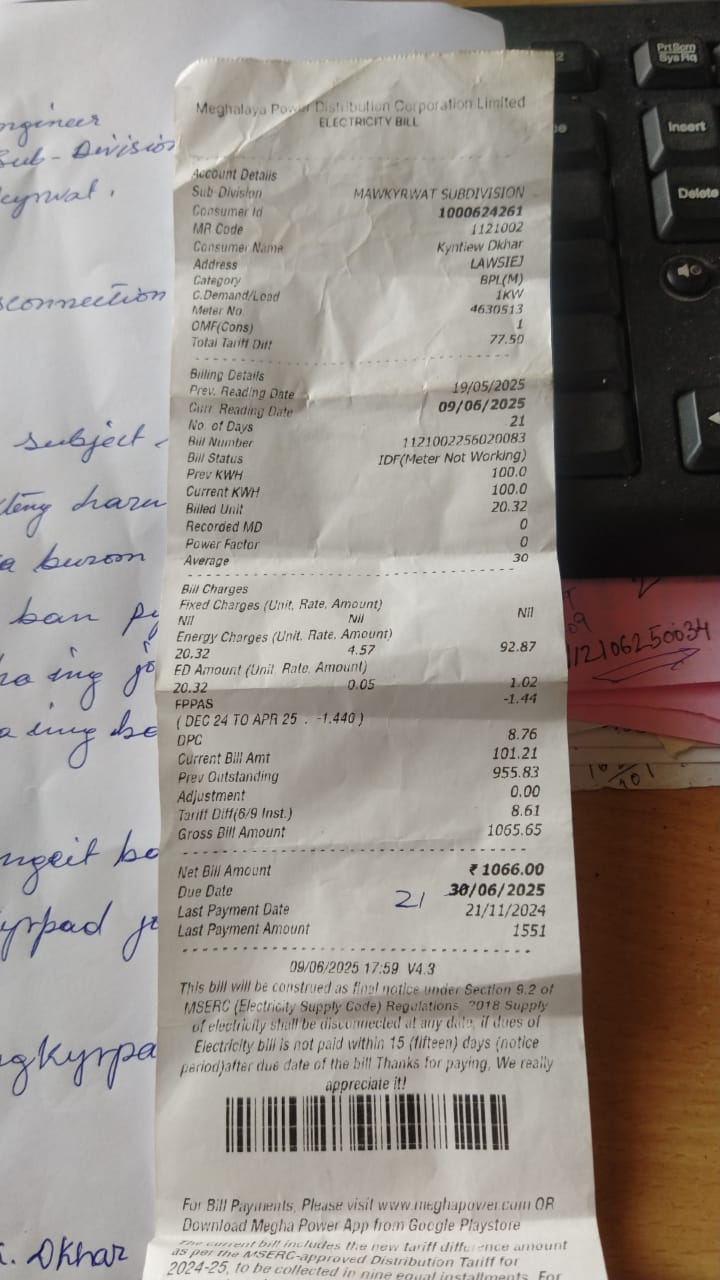 Meghalaya Power Distribution Corporation Limited
ELECTRICITY BILL
Account Details
Sub-Division MAWKYRWAT SUBDIVISION
Consumer Id 1000624261
MR Code 1121002
Consumer Name Kyntiew Dkhar
Address LAWSIEJ
Category BPL(M)
C.Demand/Load 1KW
Meter No. 4630513
OMF(Cons) 1
Total Tariff Diff 77.50
Billing Details
Prev. Reading Date 19/05/2025
Curr. Reading Date 09/06/2025
No. of Days 21
Bill Number 1121002256020083
Bill Status IDF(Meter Not Working)
Prev KWH 100.0
Current KWH 100.0
Billed Unit 20.32
Recorded MD 0
Power Factor 0
Average 30
Bill Charges
Fixed Charges (Unit, Rate, Amount)
Nil Nil Nil
Energy Charges (Unit, Rate, Amount)
20.32 4.57 92.87
ED Amount (Unit, Rate, Amount)
20.32 0.05 1.02
FPPAS -1.44
( DEC 24 TO APR 25 . -1.440 )
DPC 8.76
Current Bill Amt 101.21
Prev Outstanding 955.83
Adjustment 0.00
Tariff Diff(6/9 Inst.) 8.61
Gross Bill Amount 1065.65
Net Bill Amount ₹ 1066.00
Due Date 21 30/06/2025
Last Payment Date 21/11/2024
Last Payment Amount 1551
09/06/2025 17:59 V4.3
This bill will be construed as final notice under Section 9.2 of
MSERC (Electricity Supply Code) Regulations, 2018 Supply
of electricity shall be disconnected at any date, if dues of
Electricity bill is not paid within 15 (fifteen) days (notice
period)after due date of the bill Thanks for paying, We really
appreciate it!
For Bill Payments, Please visit www.meghapower.com OR
Download Megha Power App from Google Playstore
The current bill includes the new tariff difference amount
as per the MSERC-approved Distribution Tariff for
2024-25, to be collected in nine equal installments. For
ngineer
Sub-Division
sconnection
subject
ban
ing
ing
Dkhar
PrtScrn
SysRq
Insert
Delete
112106250034